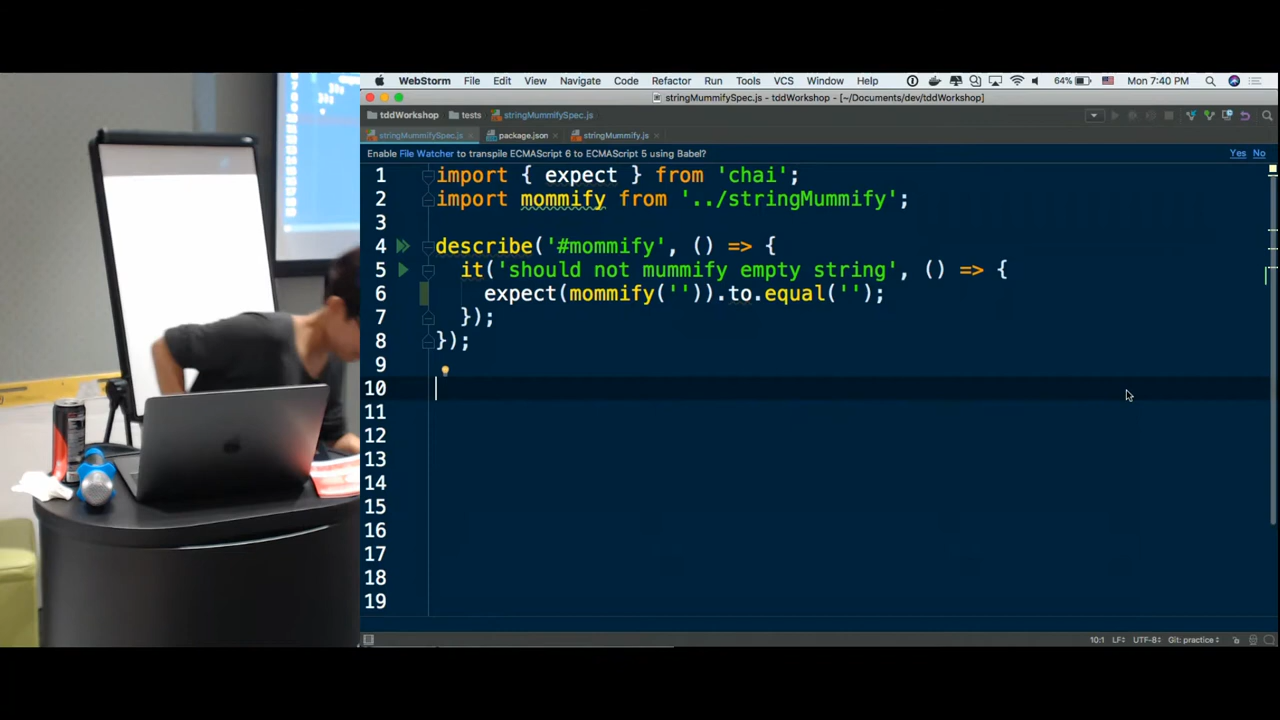 WebStorm File Edit View Navigate Code Refactor Run Tools VCS Window Help 64% Mon 7:40 PM
stringMummifySpec.js - tddWorkshop - [~/Documents/dev/tddWorkshop]
tddWorkshop tests stringMummifySpec.js
stringMummifySpec.js package.json stringMummify.js
Enable File Watcher to transpile ECMAScript 6 to ECMAScript 5 using Babel? Yes No
1 import { expect } from 'chai';
2 import mommify from '../stringMummify';
3
4 describe('#mommify', () => {
5 it('should not mummify empty string', () => {
6 expect(mommify('')).to.equal('');
7 });
8 });
9
10
11
12
13
14
15
16
17
18
19
10:1 LF÷ UTF-8÷ Git: practice÷